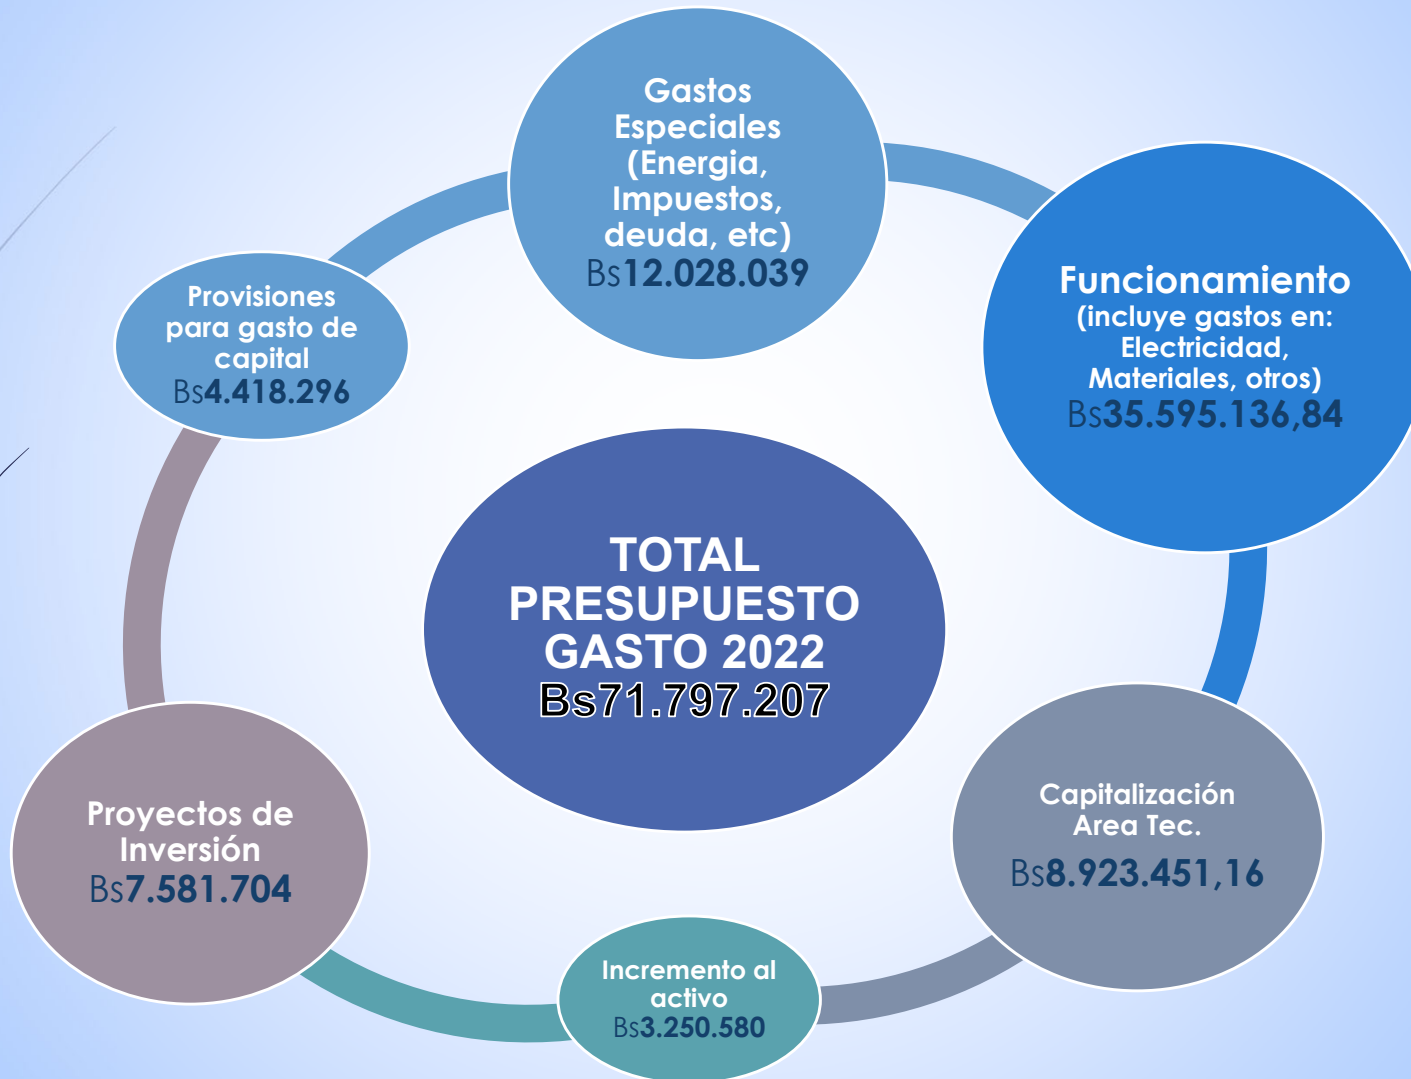 Gastos
Especiales
(Energia,
Impuestos,
deuda, etc)
Bs12.028.039
Funcionamiento
(incluye gastos en:
Electricidad,
Materiales, otros)
Bs35.595.136,84
Provisiones
para gasto de
capital
Bs4.418.296
TOTAL
PRESUPUESTO
GASTO 2022
Bs71.797.207
Capitalización
Area Tec.
Bs8.923.451,16
Proyectos de
Inversión
Bs7.581.704
Incremento al
activo
Bs3.250.580